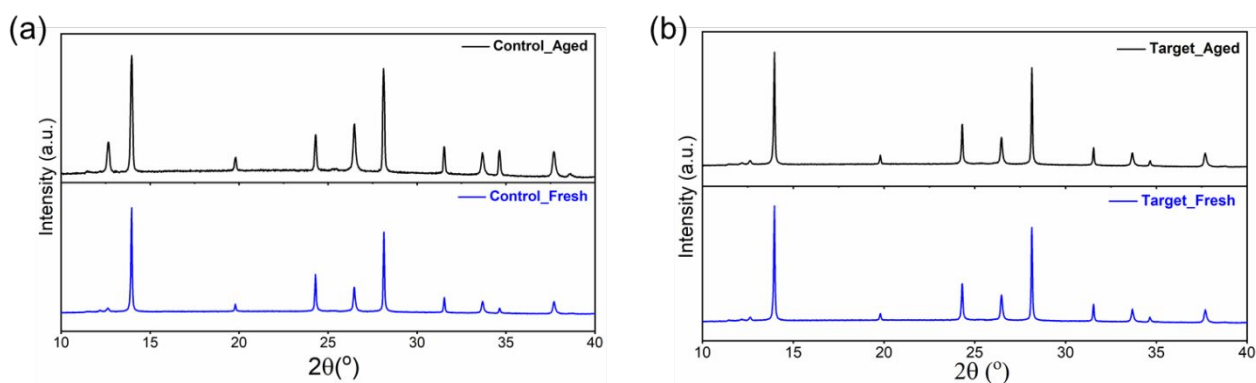 (a)
Control_Aged
Control_Fresh
Intensity (a.u.)
10 15 20 25 30 35 40
2θ(°)
(b)
Target_Aged
Target_Fresh
Intensity (a.u.)
10 15 20 25 30 35 40
2θ (°)